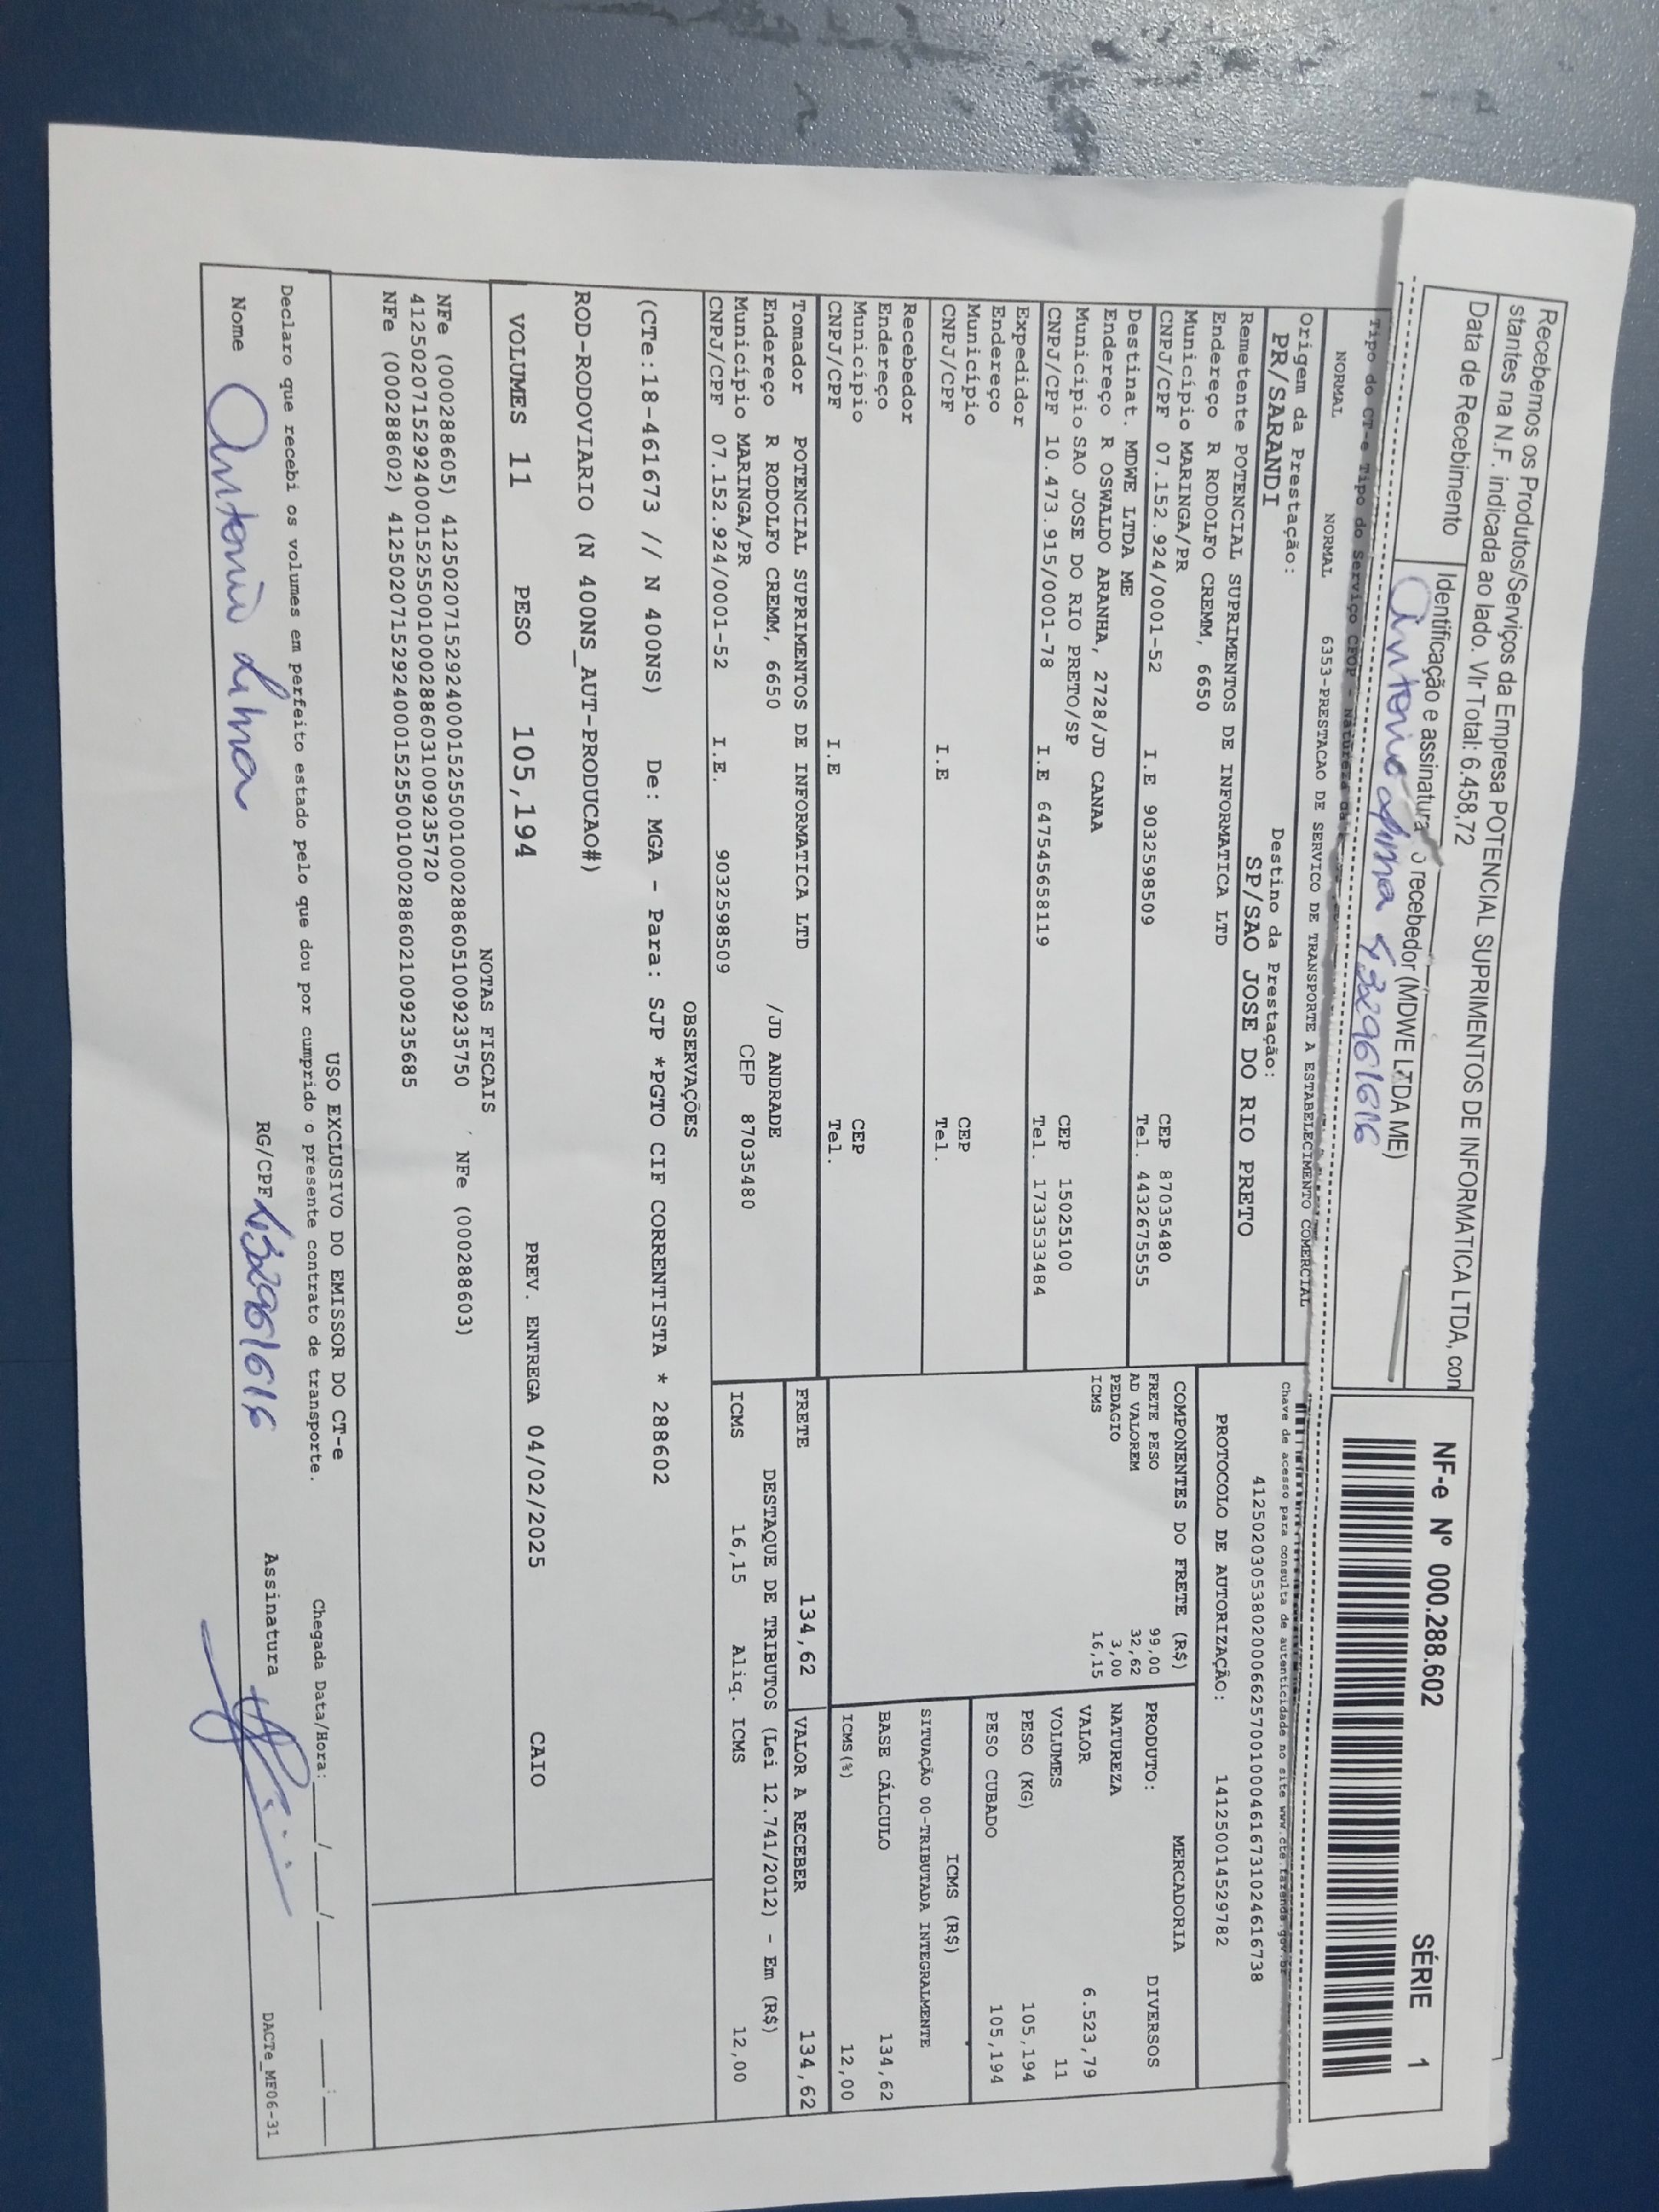 Recebemos os Produtos/Serviços da Empresa POTENCIAL SUPRIMENTOS DE INFORMATICA LTDA, con
stantes na N.F. indicada ao lado. Vlr Total: 6.458,72
Data de Recebimento
Identificação e assinatura recebedor (MDWE LTDA ME)
Antonio Lima
NF-e Nº 000.288.602
SÉRIE 1
Tipo do CT-e Tipo do Serviço CFOP - Natureza da
NORMAL NORMAL 6353-PRESTACAO DE SERVICO DE TRANSPORTE A ESTABELECIMENTO COMERCIAL
Chave de acesso para consulta de autenticidade no site www.cte.fazenda.gov.br
41250203053802000662570010004616731024616738
PROTOCOLO DE AUTORIZAÇÃO: 141250014529782
Origem da Prestação: Destino da Prestação:
PR/SARANDI SP/SAO JOSE DO RIO PRETO
Remetente POTENCIAL SUPRIMENTOS DE INFORMATICA LTD
Endereço R RODOLFO CREMM, 6650
Município MARINGA/PR CEP 87035480
CNPJ/CPF 07.152.924/0001-52 I.E 9032598509 Tel. 4432675555
Destinat. MDWE LTDA ME
Endereço R OSWALDO ARANHA, 2728/JD CANAA
Município SAO JOSE DO RIO PRETO/SP CEP 15025100
CNPJ/CPF 10.473.915/0001-78 I.E 647545658119 Tel. 1733533484
Expedidor
Endereço
Município CEP
CNPJ/CPF I.E Tel.
Recebedor
Endereço
Município CEP
CNPJ/CPF I.E Tel.
Tomador POTENCIAL SUPRIMENTOS DE INFORMATICA LTD
Endereço R RODOLFO CREMM, 6650 /JD ANDRADE
Município MARINGA/PR CEP 87035480
CNPJ/CPF 07.152.924/0001-52 I.E. 9032598509
COMPONENTES DO FRETE (R$)
FRETE PESO 99,00
AD VALOREM 32,62
PEDAGIO 3,00
ICMS 16,15
MERCADORIA
PRODUTO: DIVERSOS
NATUREZA
VALOR 6.523,79
VOLUMES 11
PESO (KG) 105,194
PESO CUBADO 105,194
ICMS (R$)
SITUAÇÃO 00-TRIBUTADA INTEGRALMENTE
BASE CÁLCULO 134,62
ICMS(%) 12,00
FRETE 134,62 VALOR A RECEBER 134,62
DESTAQUE DE TRIBUTOS (Lei 12.741/2012) - Em (R$)
ICMS 16,15 Aliq. ICMS 12,00
OBSERVAÇÕES
(CTe:18-461673 // N 400NS) De: MGA - Para: SJP *PGTO CIF CORRENTISTA * 288602
ROD-RODOVIARIO (N 400NS_AUT-PRODUCAO#)
VOLUMES 11 PESO 105,194 PREV. ENTREGA 04/02/2025 CAIO
NOTAS FISCAIS
NFe (000288605) 41250207152924000152550010002886051009235750 , NFe (000288603)
41250207152924000152550010002886031009235720
NFe (000288602) 41250207152924000152550010002886021009235685
USO EXCLUSIVO DO EMISSOR DO CT-e
Declaro que recebi os volumes em perfeito estado pelo que dou por cumprido o presente contrato de transporte.
Chegada Data/Hora: ___/___/___ __:__
Nome Antonio Lima RG/CPF Assinatura
DACTe_MF06-31